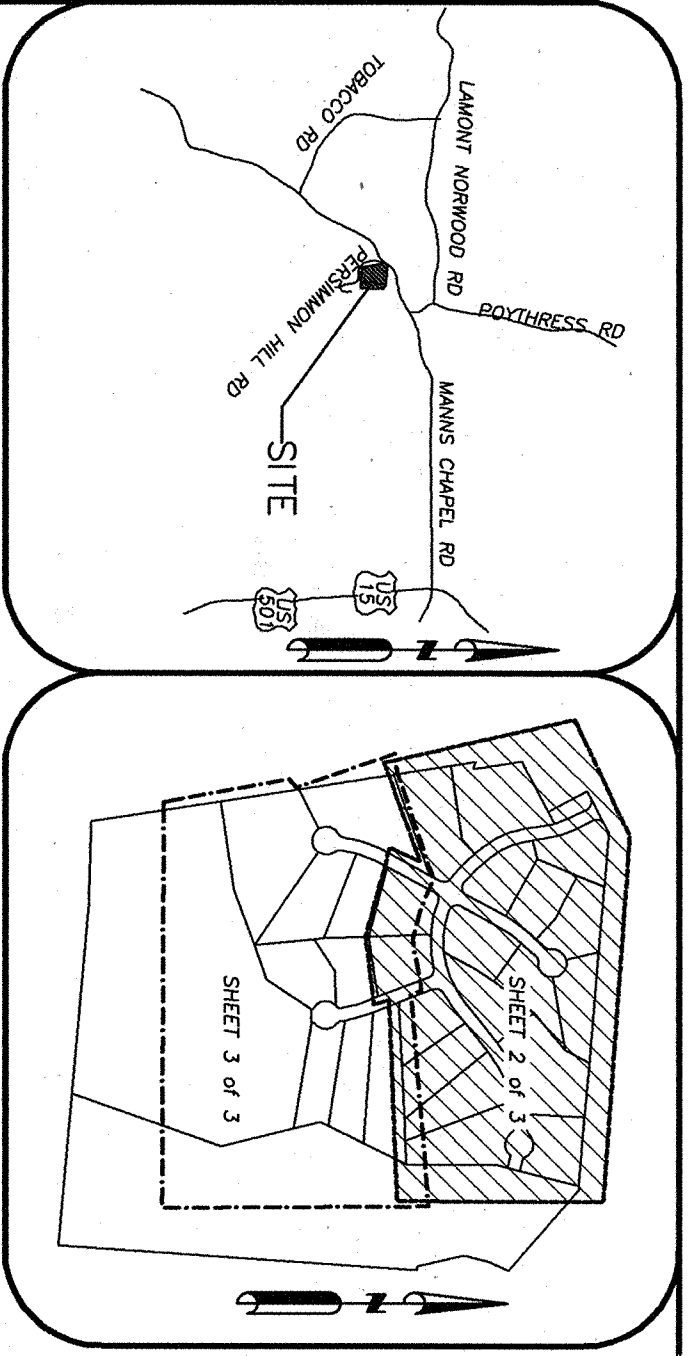 LAMONT NORWOOD RD
POYTHRESS RD
TOBACCO RD
PERSIMMON HILL RD
MANNS CHAPEL RD
SITE
US
15
US
501
N
SHEET 2 of 3
SHEET 3 of 3
N